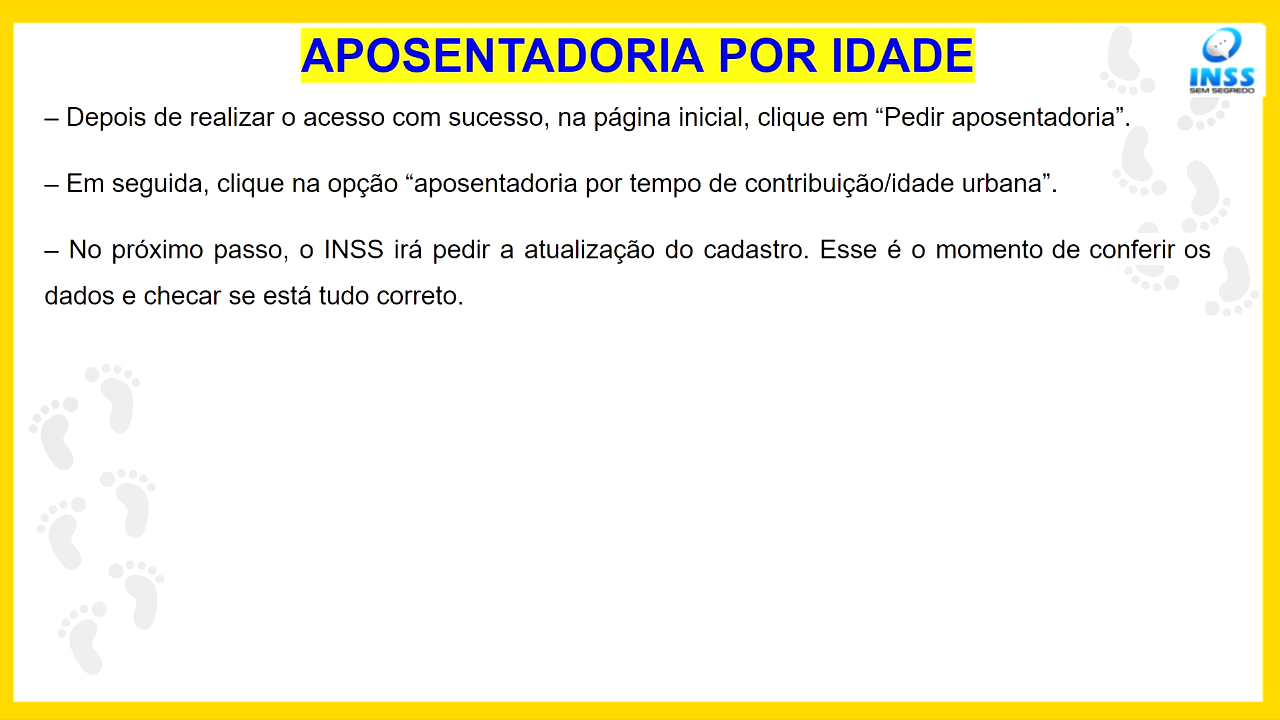 APOSENTADORIA POR IDADE
INSS
SEM SEGREDO
– Depois de realizar o acesso com sucesso, na página inicial, clique em “Pedir aposentadoria”.
– Em seguida, clique na opção “aposentadoria por tempo de contribuição/idade urbana”.
– No próximo passo, o INSS irá pedir a atualização do cadastro. Esse é o momento de conferir os
dados e checar se está tudo correto.